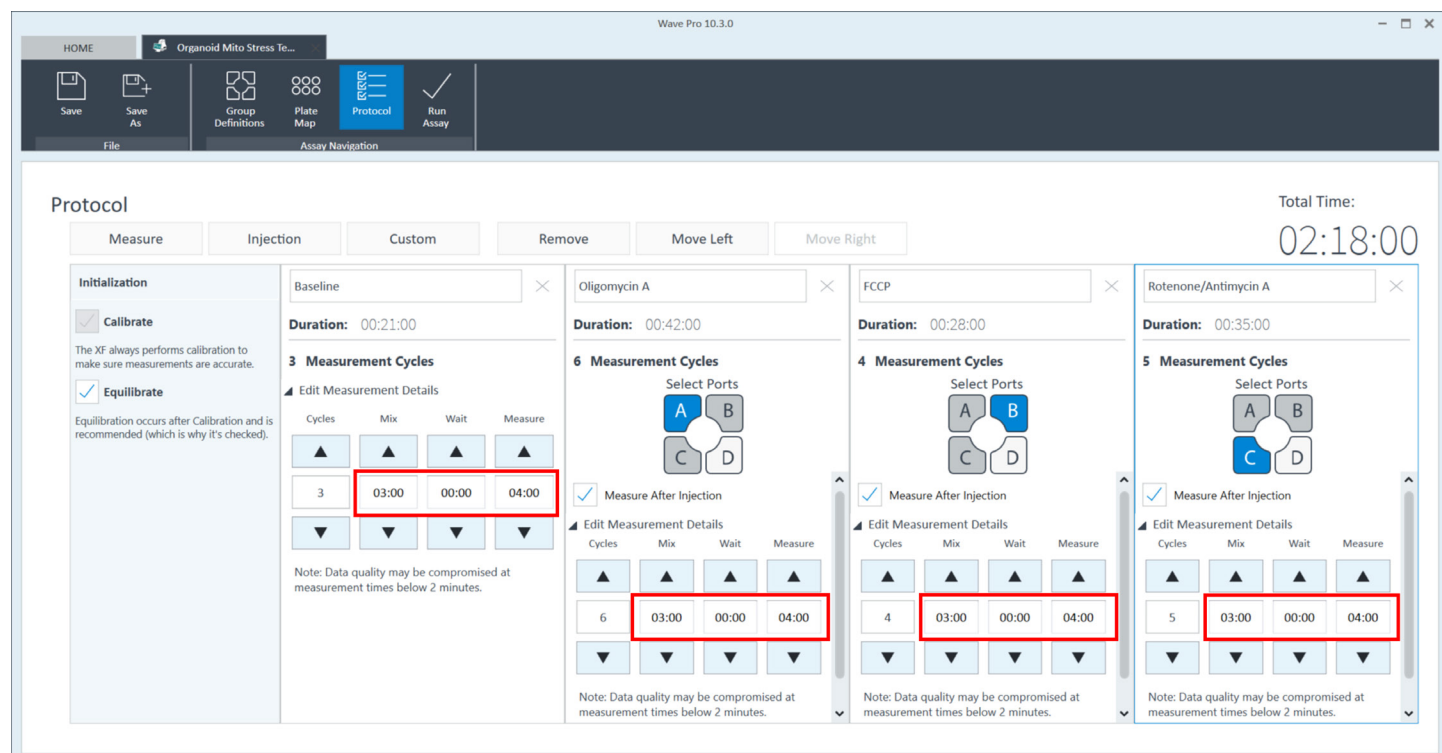 Wave Pro 10.3.0
HOME
Organoid Mito Stress Te...
Save
Save
As
Group
Definitions
Plate
Map
Protocol
Run
Assay
File
Assay Navigation
Protocol
Total Time:
02:18:00
Measure
Injection
Custom
Remove
Move Left
Move Right
Initialization
Calibrate
The XF always performs calibration to
make sure measurements are accurate.
Equilibrate
Equilibration occurs after Calibration and is
recommended (which is why it's checked).
Baseline
Duration: 00:21:00
3 Measurement Cycles
Edit Measurement Details
Cycles Mix Wait Measure
3 03:00 00:00 04:00
Note: Data quality may be compromised at
measurement times below 2 minutes.
Oligomycin A
Duration: 00:42:00
6 Measurement Cycles
Select Ports
A B
C D
Measure After Injection
Edit Measurement Details
Cycles Mix Wait Measure
6 03:00 00:00 04:00
Note: Data quality may be compromised at
measurement times below 2 minutes.
FCCP
Duration: 00:28:00
4 Measurement Cycles
Select Ports
A B
C D
Measure After Injection
Edit Measurement Details
Cycles Mix Wait Measure
4 03:00 00:00 04:00
Note: Data quality may be compromised at
measurement times below 2 minutes.
Rotenone/Antimycin A
Duration: 00:35:00
5 Measurement Cycles
Select Ports
A B
C D
Measure After Injection
Edit Measurement Details
Cycles Mix Wait Measure
5 03:00 00:00 04:00
Note: Data quality may be compromised at
measurement times below 2 minutes.